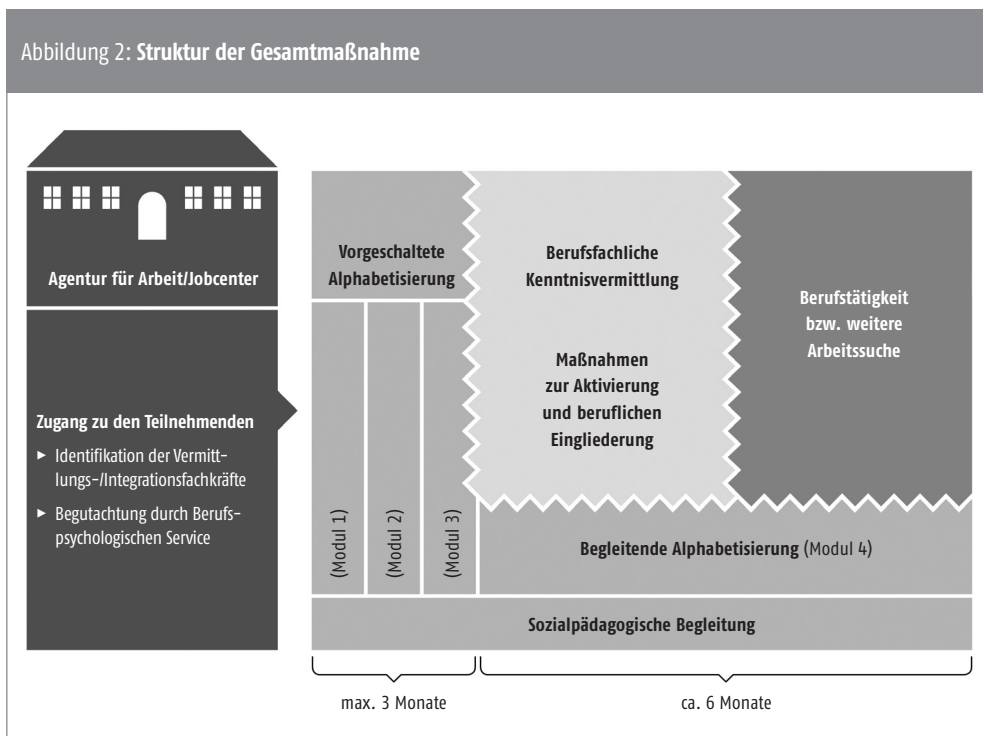 Abbildung 2: Struktur der Gesamtmaßnahme
Agentur für Arbeit/Jobcenter
Zugang zu den Teilnehmenden
▸ Identifikation der Vermitt-
lungs-/Integrationsfachkräfte
▸ Begutachtung durch Berufs-
psychologischen Service
Vorgeschaltete
Alphabetisierung
(Modul 1)
(Modul 2)
(Modul 3)
Berufsfachliche
Kenntnisvermittlung
Maßnahmen
zur Aktivierung
und beruflichen
Eingliederung
Berufstätigkeit
bzw. weitere
Arbeitssuche
Begleitende Alphabetisierung (Modul 4)
Sozialpädagogische Begleitung
max. 3 Monate
ca. 6 Monate